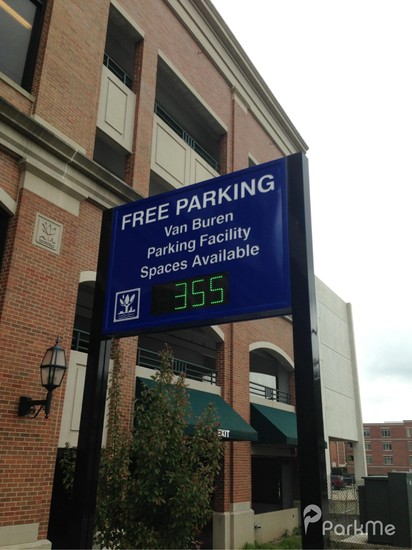 FREE PARKING
Van Buren
Parking Facility
Spaces Available
355
EXIT
ParkMe